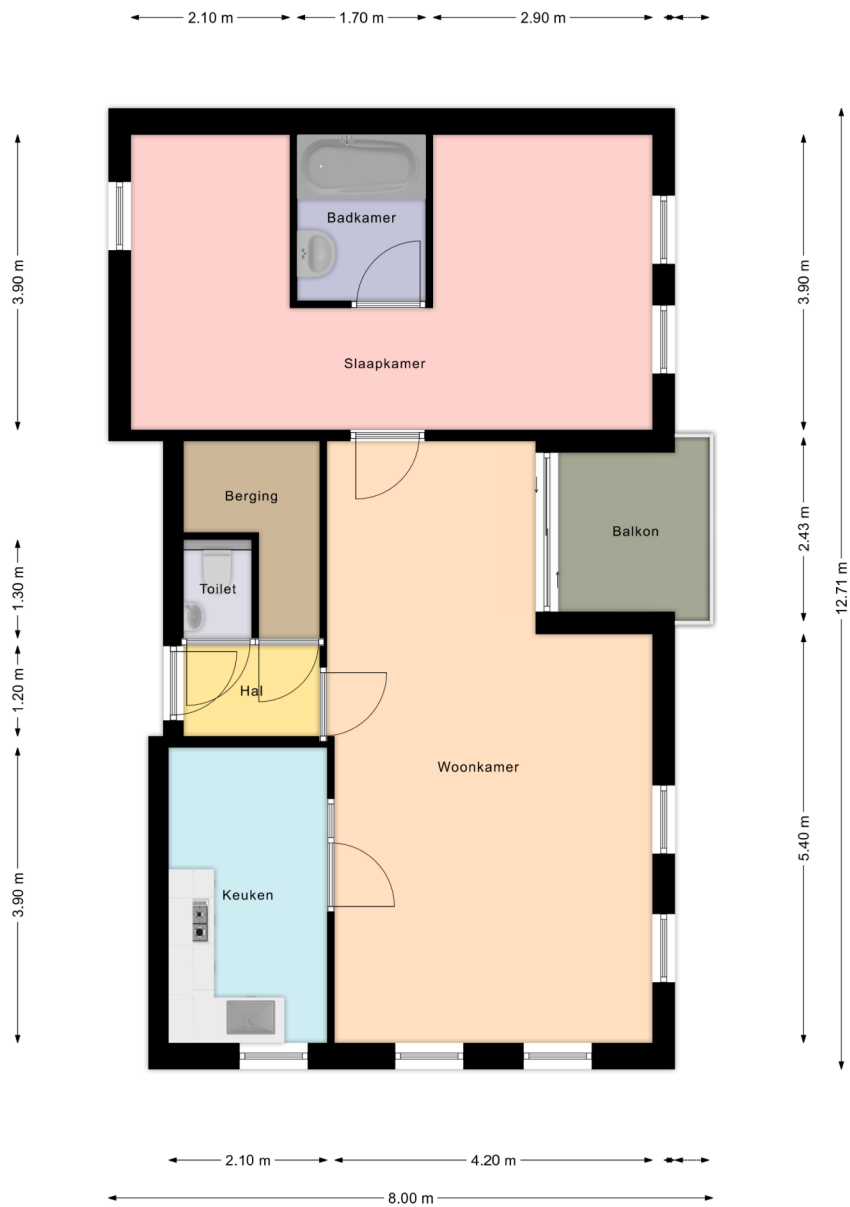 2.10 m
1.70 m
2.90 m
Badkamer
3.90 m
3.90 m
Slaapkamer
Berging
Balkon
2.43 m
Toilet
1.30 m
12.71 m
Hal
1.20 m
Woonkamer
5.40 m
Keuken
3.90 m
2.10 m
4.20 m
8.00 m